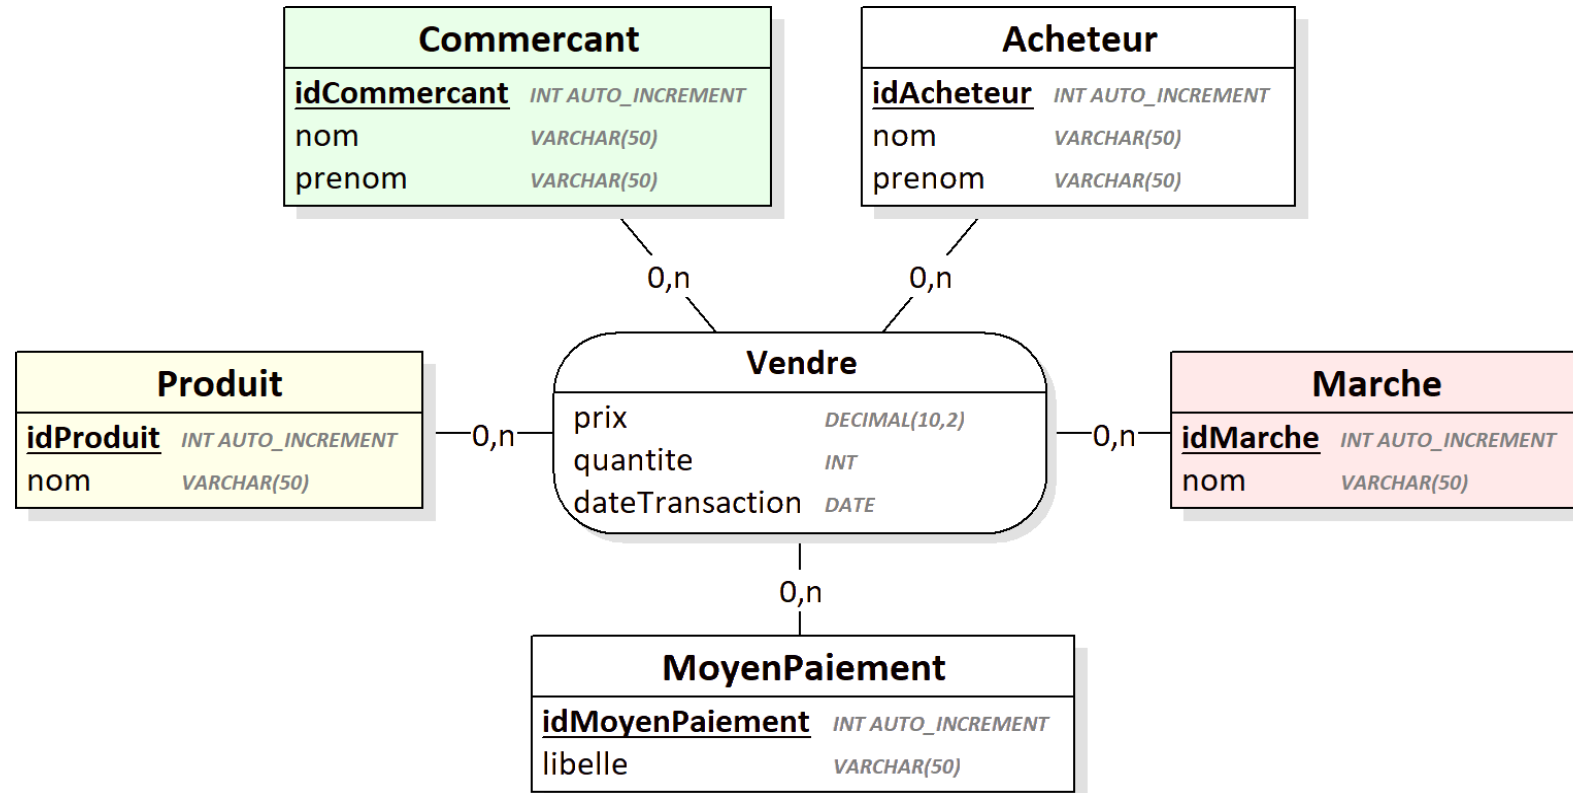 Commercant
idCommercant INT AUTO_INCREMENT
nom VARCHAR(50)
prenom VARCHAR(50)
Acheteur
idAcheteur INT AUTO_INCREMENT
nom VARCHAR(50)
prenom VARCHAR(50)
0,n
0,n
Produit
idProduit INT AUTO_INCREMENT
nom VARCHAR(50)
0,n
Vendre
prix DECIMAL(10,2)
quantite INT
dateTransaction DATE
0,n
Marche
idMarche INT AUTO_INCREMENT
nom VARCHAR(50)
0,n
MoyenPaiement
idMoyenPaiement INT AUTO_INCREMENT
libelle VARCHAR(50)